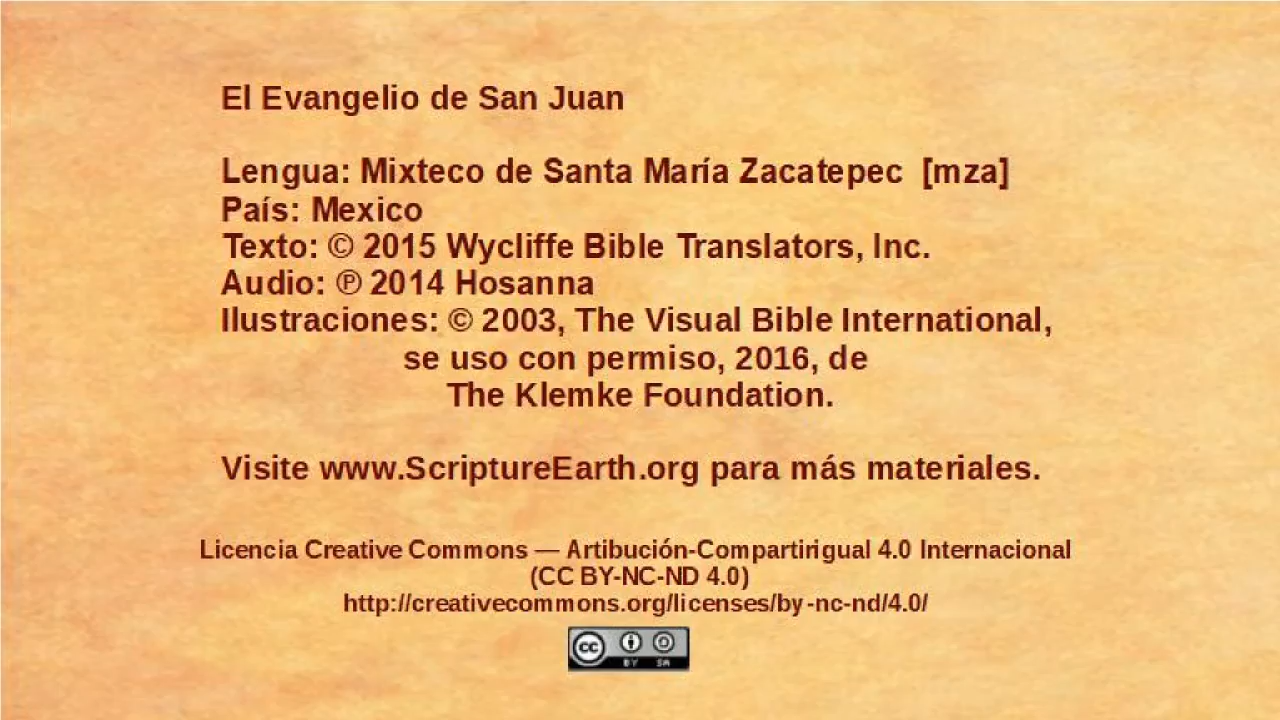 El Evangelio de San Juan
Lengua: Mixteco de Santa María Zacatepec [mza]
País: Mexico
Texto: © 2015 Wycliffe Bible Translators, Inc.
Audio: ℗ 2014 Hosanna
Ilustraciones: © 2003, The Visual Bible International,
se uso con permiso, 2016, de
The Klemke Foundation.
Visite www.ScriptureEarth.org para más materiales.
Licencia Creative Commons — Artibución-Compartirigual 4.0 Internacional
(CC BY-NC-ND 4.0)
http://creativecommons.org/licenses/by-nc-nd/4.0/
cc BY SA